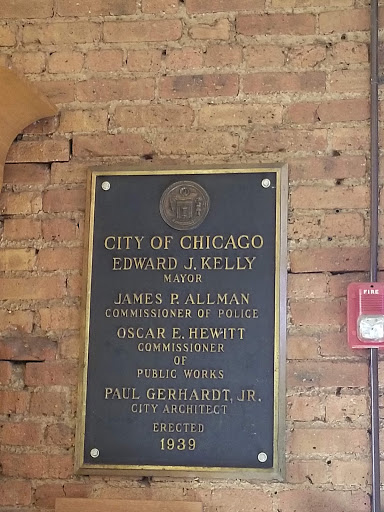 CITY OF CHICAGO
EDWARD J. KELLY
MAYOR
JAMES P. ALLMAN
COMMISSIONER OF POLICE
OSCAR E. HEWITT
COMMISSIONER
OF
PUBLIC WORKS
PAUL GERHARDT, JR.
CITY ARCHITECT
ERECTED
1939
FIRE